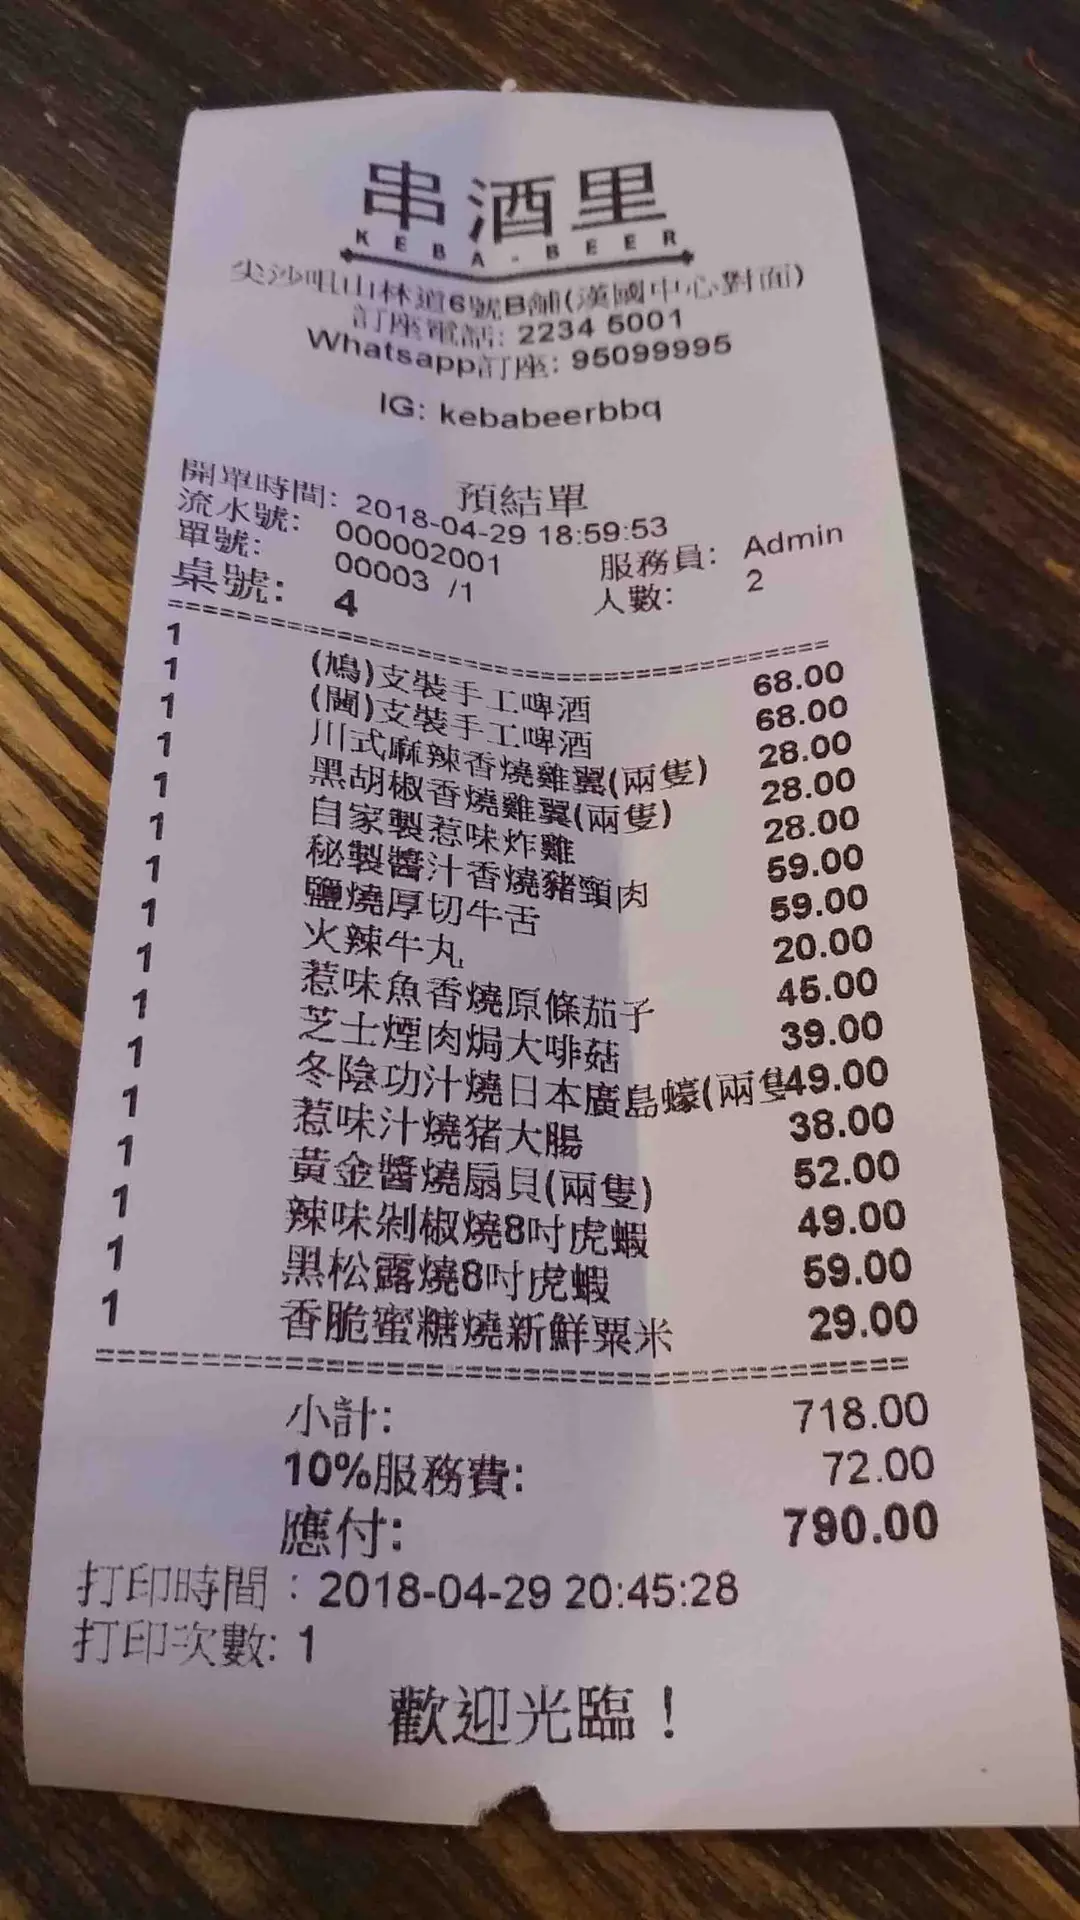 串酒里
KEBA-BEER
尖沙咀山林道6號B舖(漢國中心對面)
訂座電話: 2234 5001
Whatsapp訂座: 95099995
IG: kebabeerbbq
預結單
開單時間: 2018-04-29 18:59:53
流水號: 000002001 服務員: Admin
單號: 00003 /1 人數: 2
桌號: 4
1 (鳩)支裝手工啤酒 68.00
1 (閪)支裝手工啤酒 68.00
1 川式麻辣香燒雞翼(兩隻) 28.00
1 黑胡椒香燒雞翼(兩隻) 28.00
1 自家製惹味炸雞 28.00
1 秘製醬汁香燒豬頸肉 59.00
1 鹽燒厚切牛舌 59.00
1 火辣牛丸 20.00
1 惹味魚香燒原條茄子 45.00
1 芝士煙肉焗大啡菇 39.00
1 冬陰功汁燒日本廣島蠔(兩隻 49.00
1 惹味汁燒猪大腸 38.00
1 黃金醬燒扇貝(兩隻) 52.00
1 辣味剁椒燒8吋虎蝦 49.00
1 黑松露燒8吋虎蝦 59.00
1 香脆蜜糖燒新鮮粟米 29.00
小計: 718.00
10%服務費: 72.00
應付: 790.00
打印時間 : 2018-04-29 20:45:28
打印次數: 1
歡迎光臨！